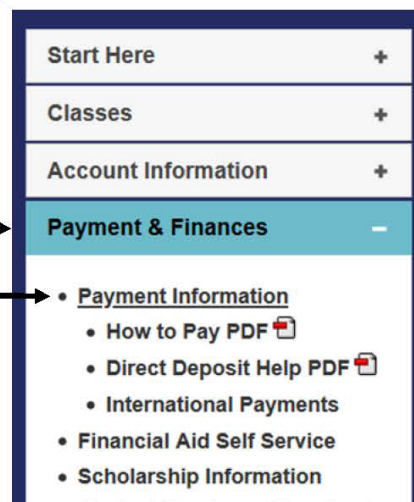 Start Here +
Classes +
Account Information +
Payment & Finances −
• Payment Information
• How to Pay PDF
• Direct Deposit Help PDF
• International Payments
• Financial Aid Self Service
• Scholarship Information